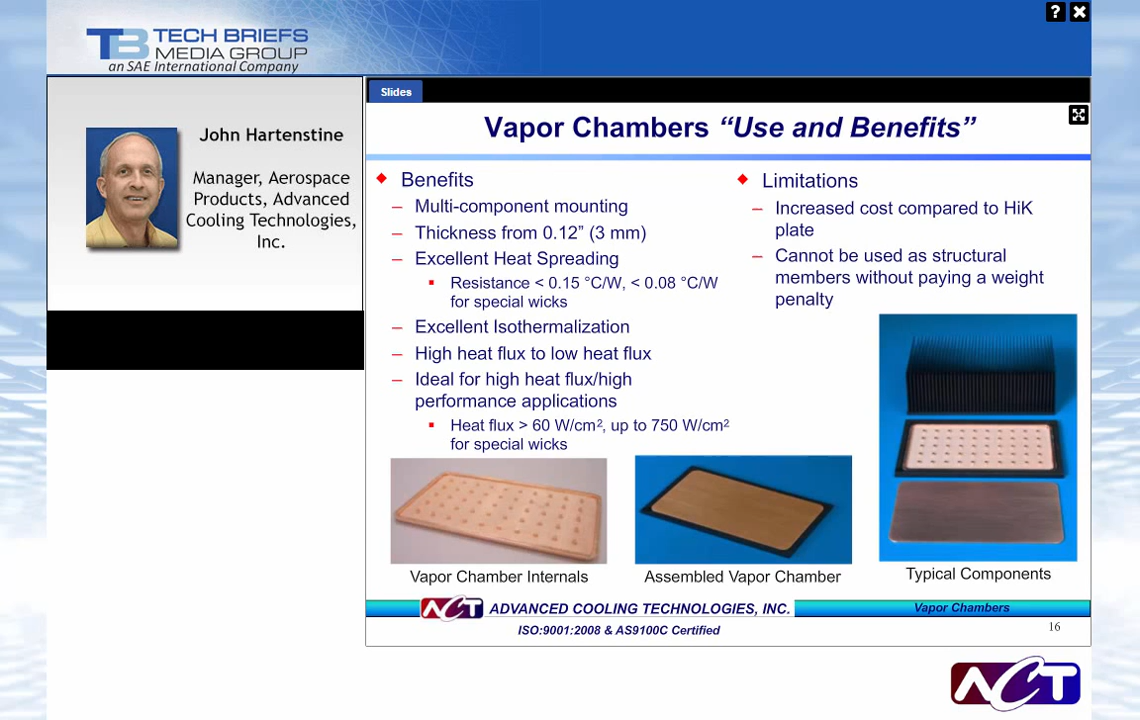 TB TECH BRIEFS
MEDIA GROUP
an SAE International Company
?
John Hartenstine
Manager, Aerospace
Products, Advanced
Cooling Technologies,
Inc.
Slides
Vapor Chambers “Use and Benefits”
Benefits
– Multi-component mounting
– Thickness from 0.12” (3 mm)
– Excellent Heat Spreading
Resistance < 0.15 °C/W, < 0.08 °C/W
for special wicks
– Excellent Isothermalization
– High heat flux to low heat flux
– Ideal for high heat flux/high
performance applications
Heat flux > 60 W/cm², up to 750 W/cm²
for special wicks
Limitations
– Increased cost compared to HiK
plate
– Cannot be used as structural
members without paying a weight
penalty
Vapor Chamber Internals
Assembled Vapor Chamber
Typical Components
ACT ADVANCED COOLING TECHNOLOGIES, INC.
Vapor Chambers
ISO:9001:2008 & AS9100C Certified
16
ACT